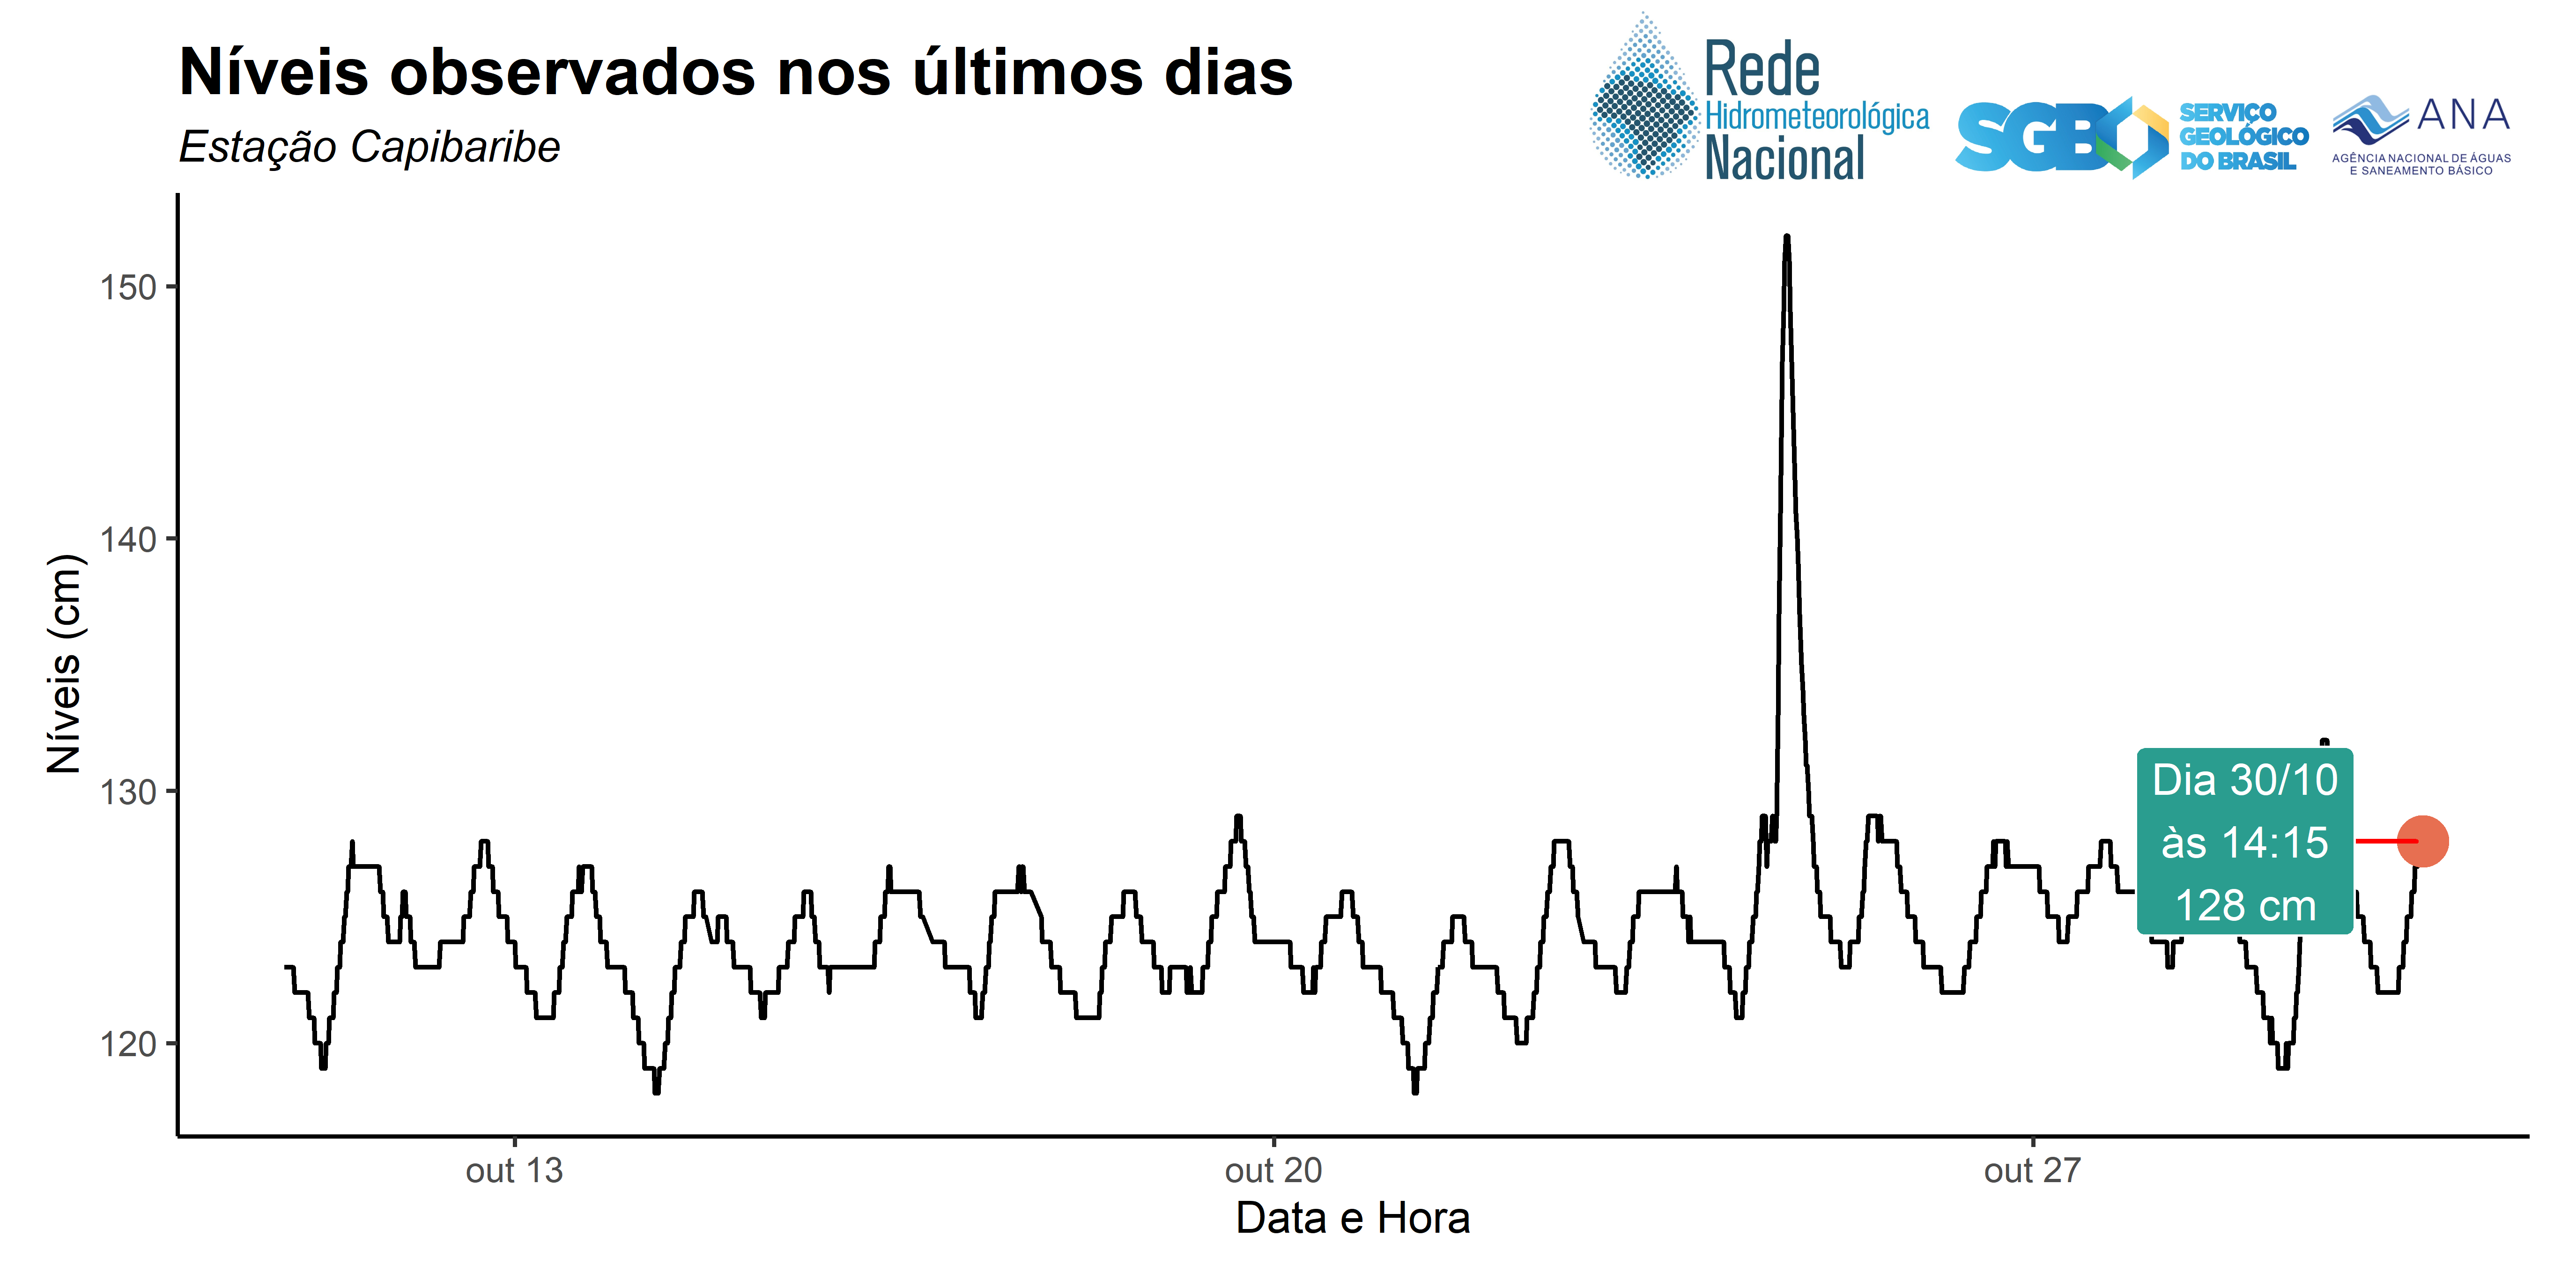 Níveis observados nos últimos dias
Estação Capibaribe
Rede
Hidrometeorológica
Nacional
SGB
SERVIÇO
GEOLÓGICO
DO BRASIL
ANA
AGÊNCIA NACIONAL DE ÁGUAS
E SANEAMENTO BÁSICO
Níveis (cm)
150
140
130
120
Dia 30/10
às 14:15
128 cm
out 13
out 20
out 27
Data e Hora